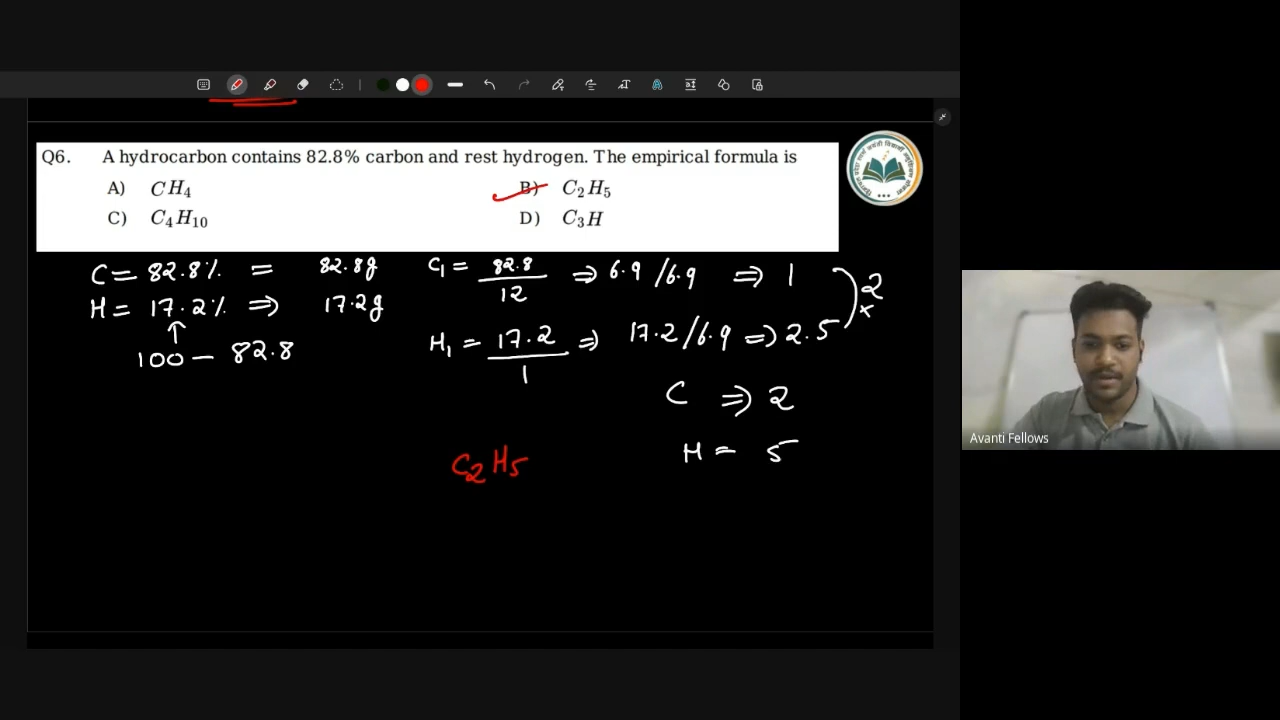 Q6. A hydrocarbon contains 82.8% carbon and rest hydrogen. The empirical formula is
A) CH₄ B) C₂H₅
C) C₄H₁₀ D) C₃H
C = 82.8% = 82.8g C₁ = 82.8/12 ⇒ 6.9/6.9 ⇒ 1
H = 17.2% ⇒ 17.2g H₁ = 17.2/1 ⇒ 17.2/6.9 ⇒ 2.5 2×
↑
100 − 82.8
C ⇒ 2
H = 5
C₂H₅
Avanti Fellows